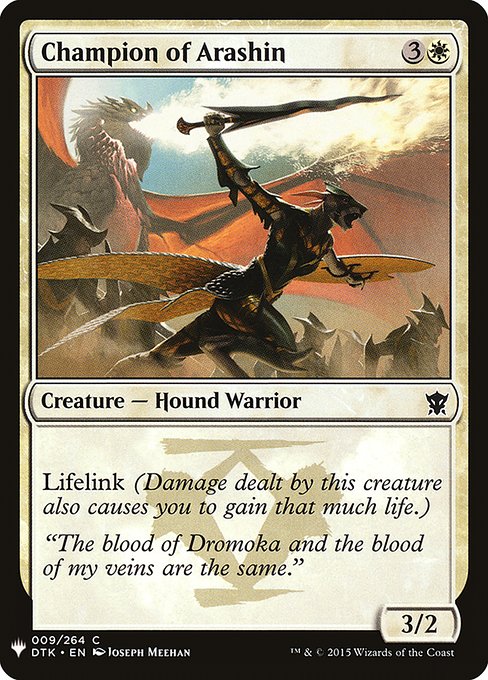 Champion of Arashin 3
Creature — Hound Warrior
Lifelink (Damage dealt by this creature
also causes you to gain that much life.)
“The blood of Dromoka and the blood
of my veins are the same.”
3/2
009/264 C
DTK • EN Joseph Meehan
™ & © 2015 Wizards of the Coast